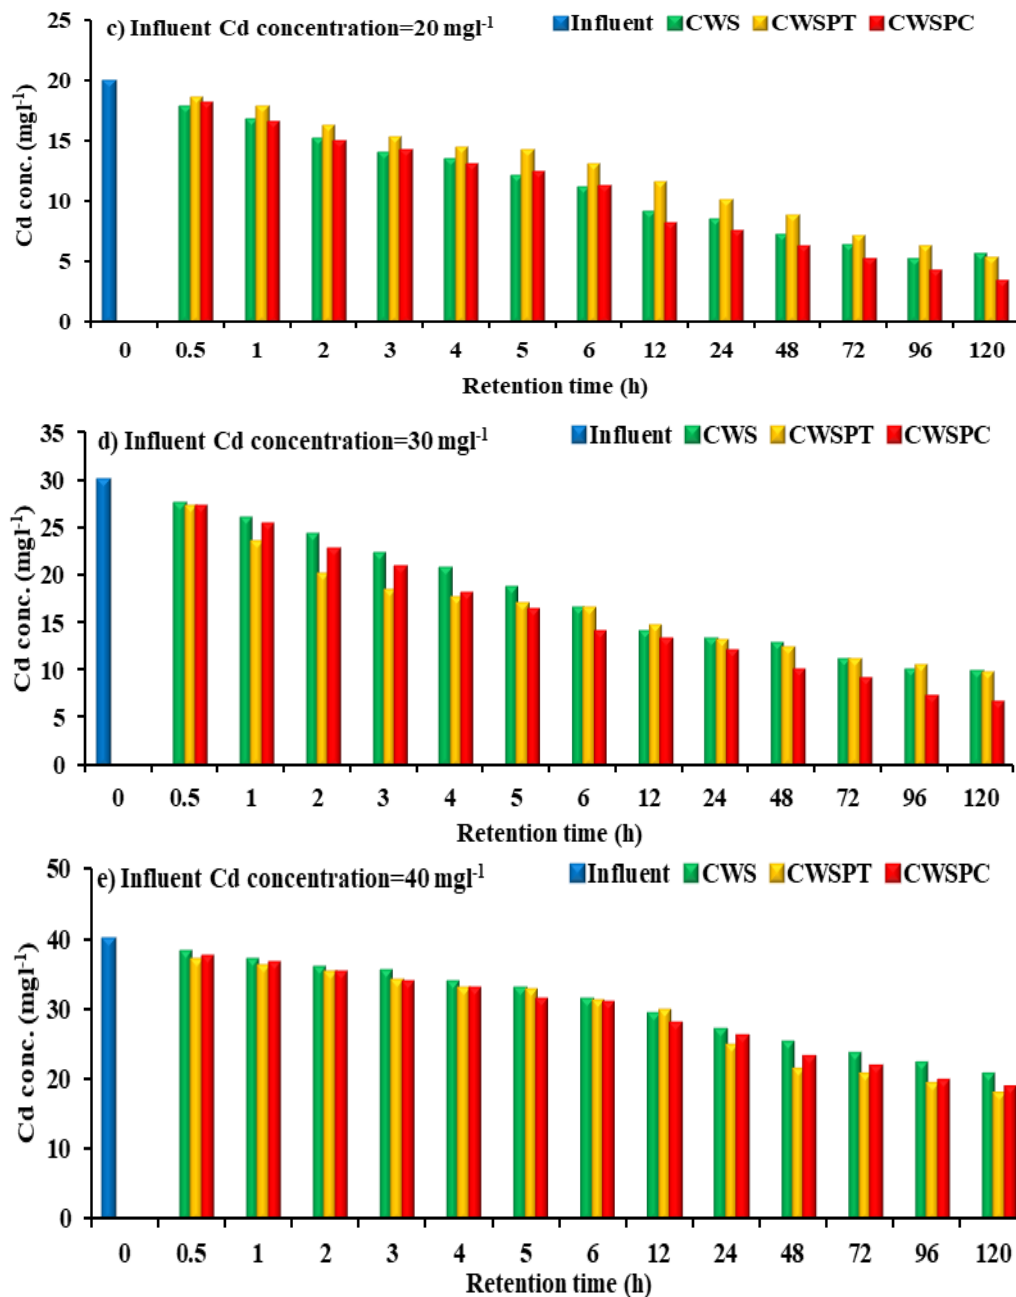 c) Influent Cd concentration=20 mgl-1
Influent CWS CWSPT CWSPC
Cd conc. (mgl-1)
25
20
15
10
5
0
0 0.5 1 2 3 4 5 6 12 24 48 72 96 120
Retention time (h)
d) Influent Cd concentration=30 mgl-1
Influent CWS CWSPT CWSPC
Cd conc. (mgl-1)
35
30
25
20
15
10
5
0
0 0.5 1 2 3 4 5 6 12 24 48 72 96 120
Retention time (h)
e) Influent Cd concentration=40 mgl-1
Influent CWS CWSPT CWSPC
Cd conc. (mgl-1)
50
40
30
20
10
0
0 0.5 1 2 3 4 5 6 12 24 48 72 96 120
Retention time (h)